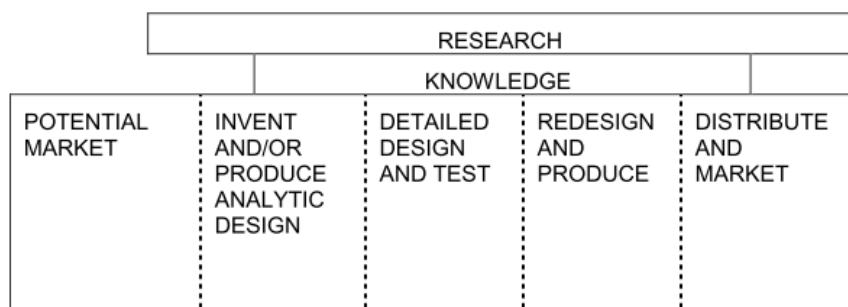 RESEARCH
KNOWLEDGE
POTENTIAL
MARKET
INVENT
AND/OR
PRODUCE
ANALYTIC
DESIGN
DETAILED
DESIGN
AND TEST
REDESIGN
AND
PRODUCE
DISTRIBUTE
AND
MARKET